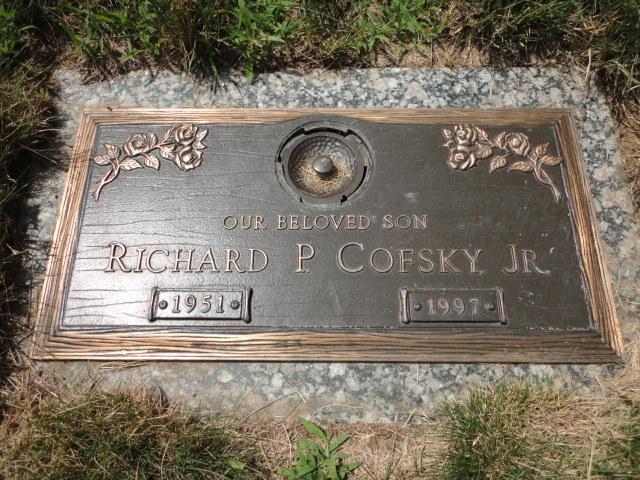 OUR BELOVED SON
RICHARD P COFSKY JR
1951 1997